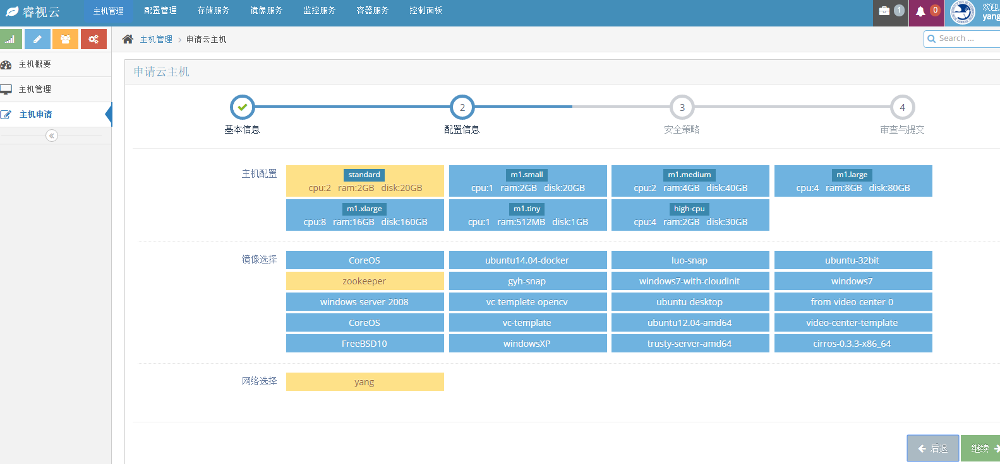 睿视云
主机管理 配置管理 存储服务 镜像服务 监控服务 容器服务 控制面板
1 0 欢迎,
yang
主机管理 申请云主机
Search ...
主机概要
主机管理
主机申请
申请云主机
2 3 4
基本信息 配置信息 安全策略 审查与提交
主机配置
standard m1.small m1.medium m1.large
cpu:2 ram:2GB disk:20GB cpu:1 ram:2GB disk:20GB cpu:2 ram:4GB disk:40GB cpu:4 ram:8GB disk:80GB
m1.xlarge m1.tiny high-cpu
cpu:8 ram:16GB disk:160GB cpu:1 ram:512MB disk:1GB cpu:4 ram:2GB disk:30GB
镜像选择 CoreOS ubuntu14.04-docker luo-snap ubuntu-32bit
zookeeper gyh-snap windows7-with-cloudinit windows7
windows-server-2008 vc-templete-opencv ubuntu-desktop from-video-center-0
CoreOS vc-template ubuntu12.04-amd64 video-center-template
FreeBSD10 windowsXP trusty-server-amd64 cirros-0.3.3-x86_64
网络选择 yang
后退 继续